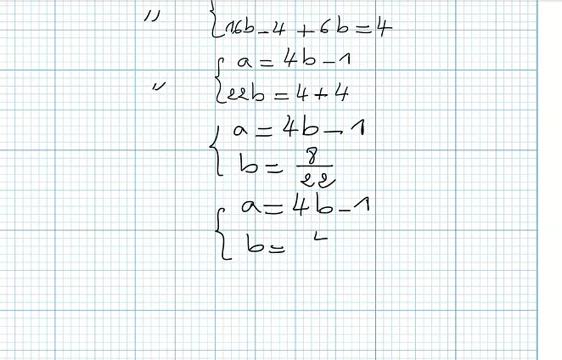 " { 16b - 4 + 6b = 4
{ a = 4b - 1
" { 22b = 4 + 4
{ a = 4b - 1
{ b = 8/22
{ a = 4b - 1
{ b =